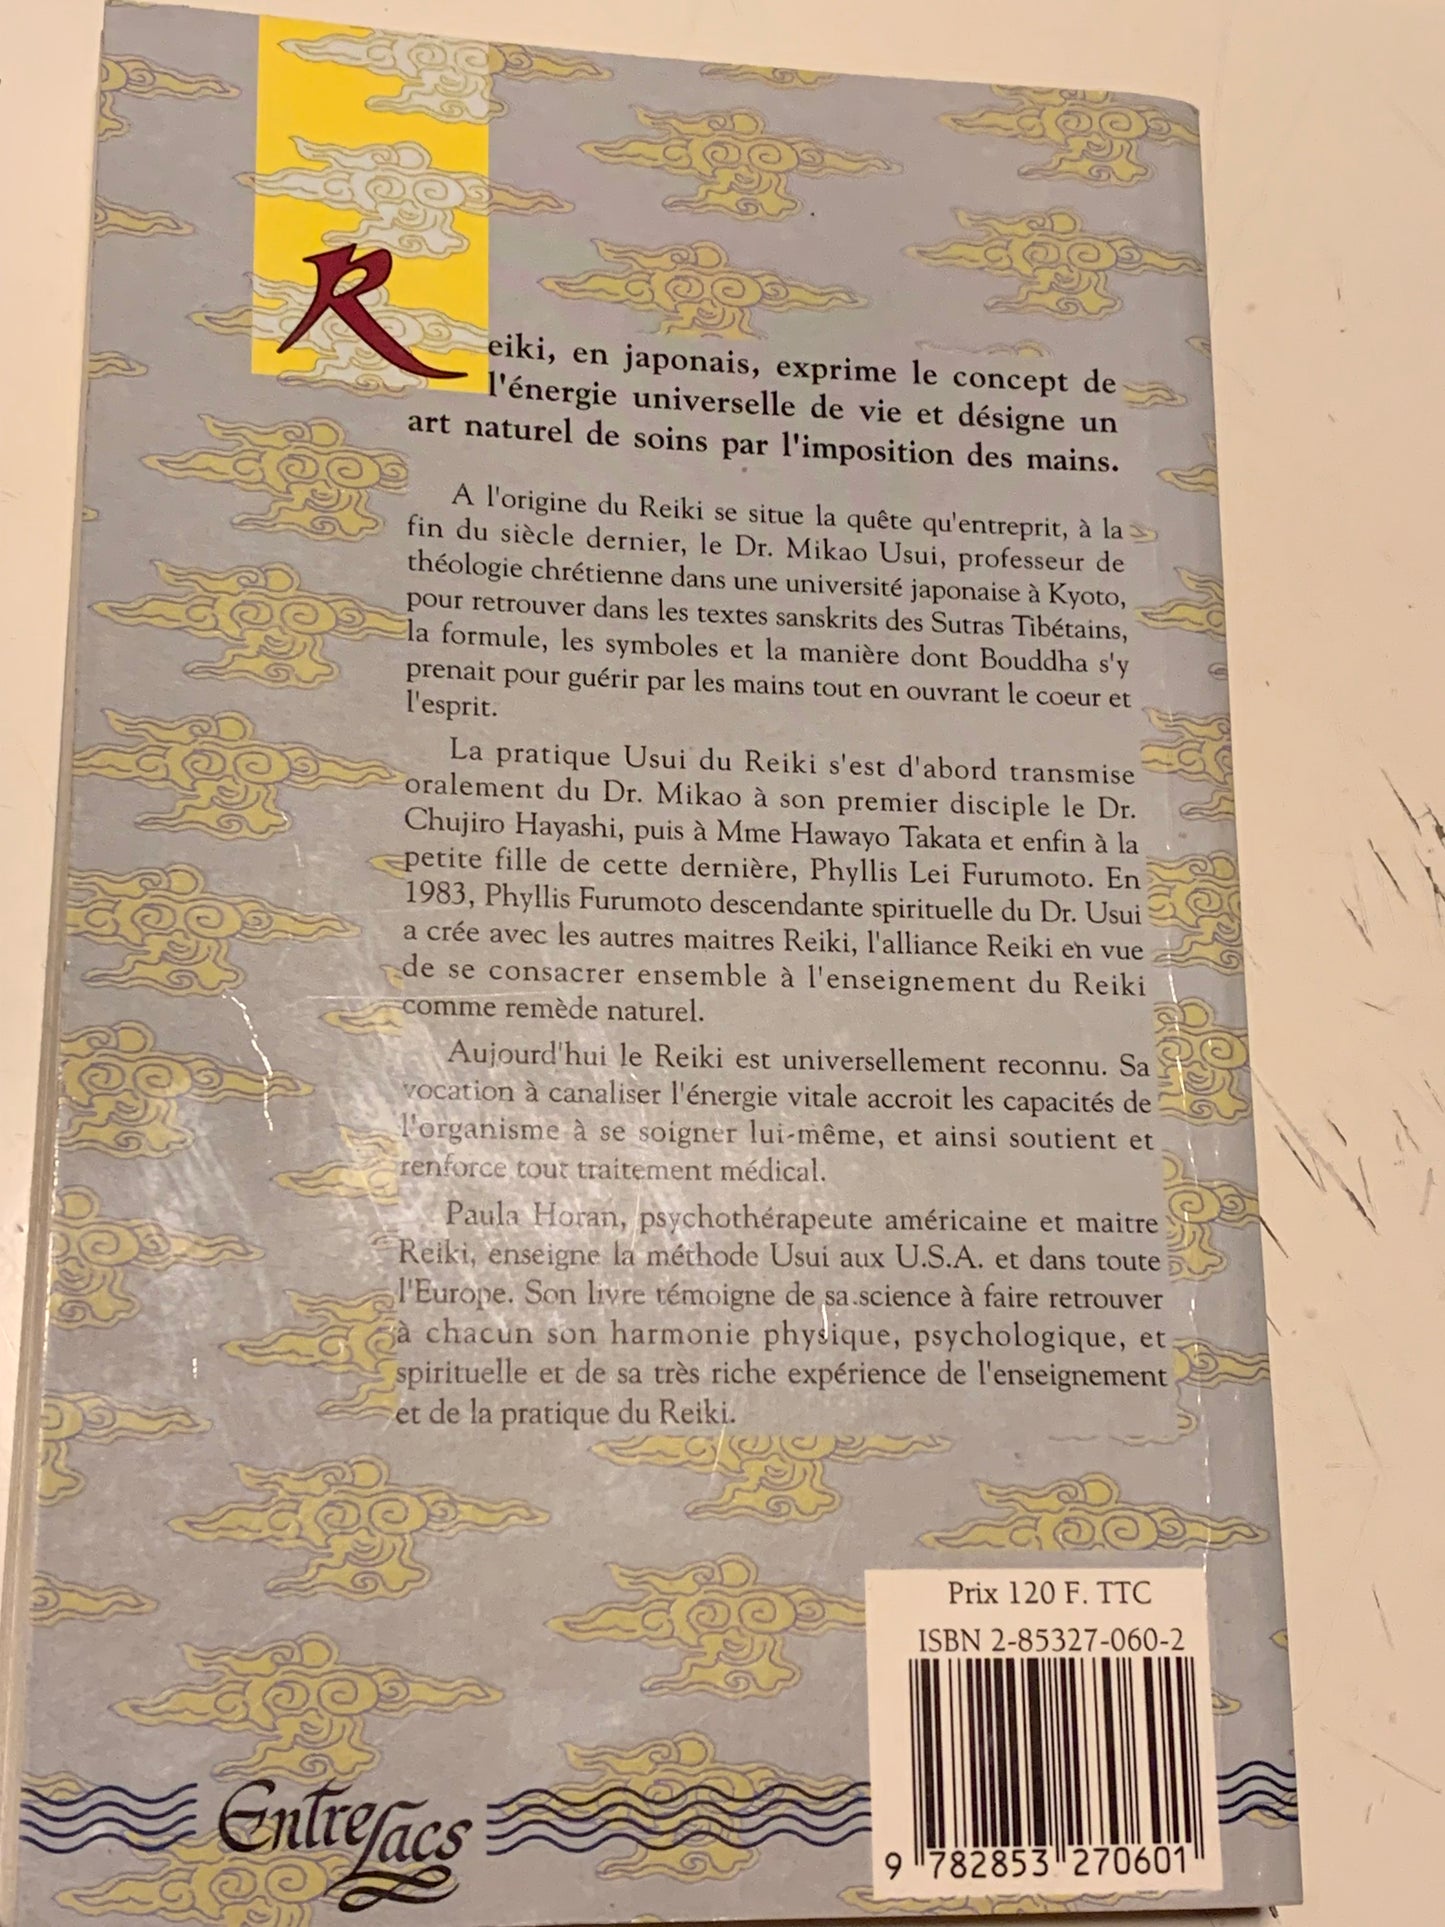 Reiki, en japonais, exprime le concept de
l'énergie universelle de vie et désigne un
art naturel de soins par l'imposition des mains.
A l'origine du Reiki se situe la quête qu'entreprit, à la
fin du siècle dernier, le Dr. Mikao Usui, professeur de
théologie chrétienne dans une université japonaise à Kyoto,
pour retrouver dans les textes sanskrits des Sutras Tibétains,
la formule, les symboles et la manière dont Bouddha s'y
prenait pour guérir par les mains tout en ouvrant le coeur et
l'esprit.
La pratique Usui du Reiki s'est d'abord transmise
oralement du Dr. Mikao à son premier disciple le Dr.
Chujiro Hayashi, puis à Mme Hawayo Takata et enfin à la
petite fille de cette dernière, Phyllis Lei Furumoto. En
1983, Phyllis Furumoto descendante spirituelle du Dr. Usui
a crée avec les autres maitres Reiki, l'alliance Reiki en vue
de se consacrer ensemble à l'enseignement du Reiki
comme remède naturel.
Aujourd'hui le Reiki est universellement reconnu. Sa
vocation à canaliser l'énergie vitale accroit les capacités de
l'organisme à se soigner lui-même, et ainsi soutient et
renforce tout traitement médical.
Paula Horan, psychothérapeute américaine et maitre
Reiki, enseigne la méthode Usui aux U.S.A. et dans toute
l'Europe. Son livre témoigne de sa science à faire retrouver
à chacun son harmonie physique, psychologique, et
spirituelle et de sa très riche expérience de l'enseignement
et de la pratique du Reiki.
Prix 120 F. TTC
ISBN 2-85327-060-2
9 782853 270601
EntreLacs